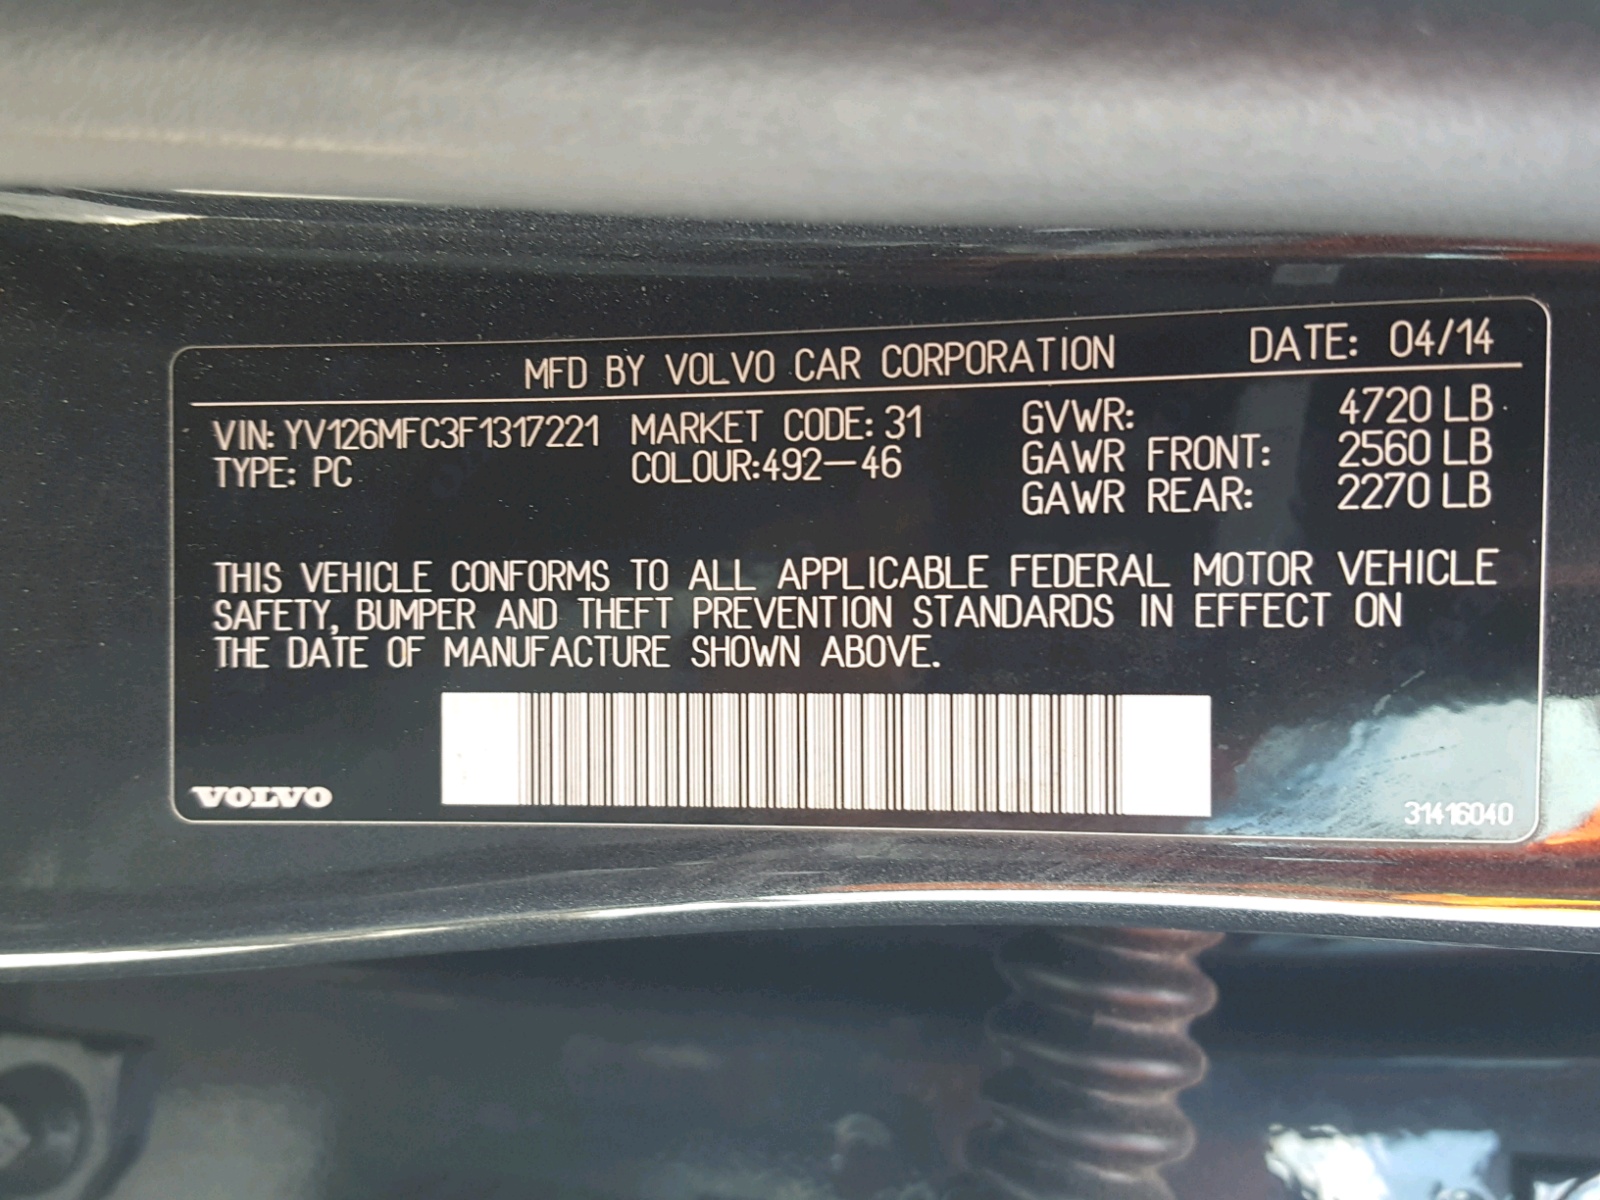 MFD BY VOLVO CAR CORPORATION DATE: 04/14
VIN: YV126MFC3F1317221 MARKET CODE: 31 GVWR: 4720 LB
TYPE: PC COLOUR:492-46 GAWR FRONT: 2560 LB
GAWR REAR: 2270 LB
THIS VEHICLE CONFORMS TO ALL APPLICABLE FEDERAL MOTOR VEHICLE
SAFETY, BUMPER AND THEFT PREVENTION STANDARDS IN EFFECT ON
THE DATE OF MANUFACTURE SHOWN ABOVE.
VOLVO 31416040